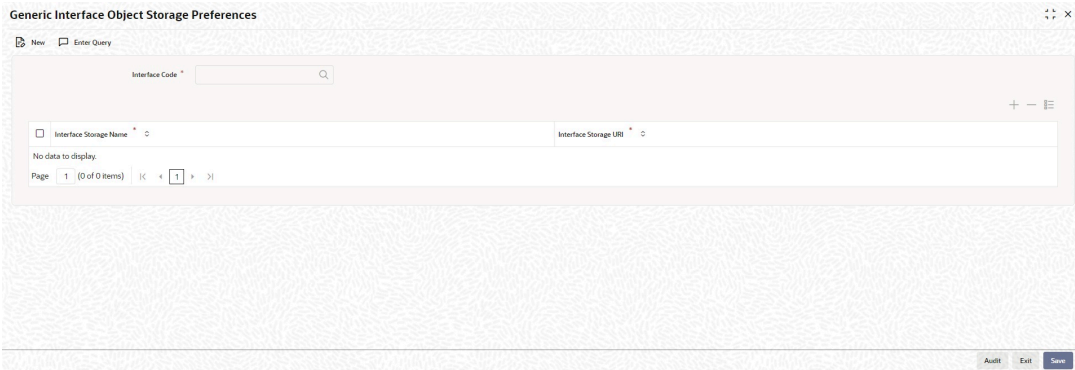 Generic Interface Object Storage Preferences
New Enter Query
Interface Code *
Interface Storage Name * Interface Storage URI *
No data to display.
Page 1 (0 of 0 items) 1
Audit Exit Save